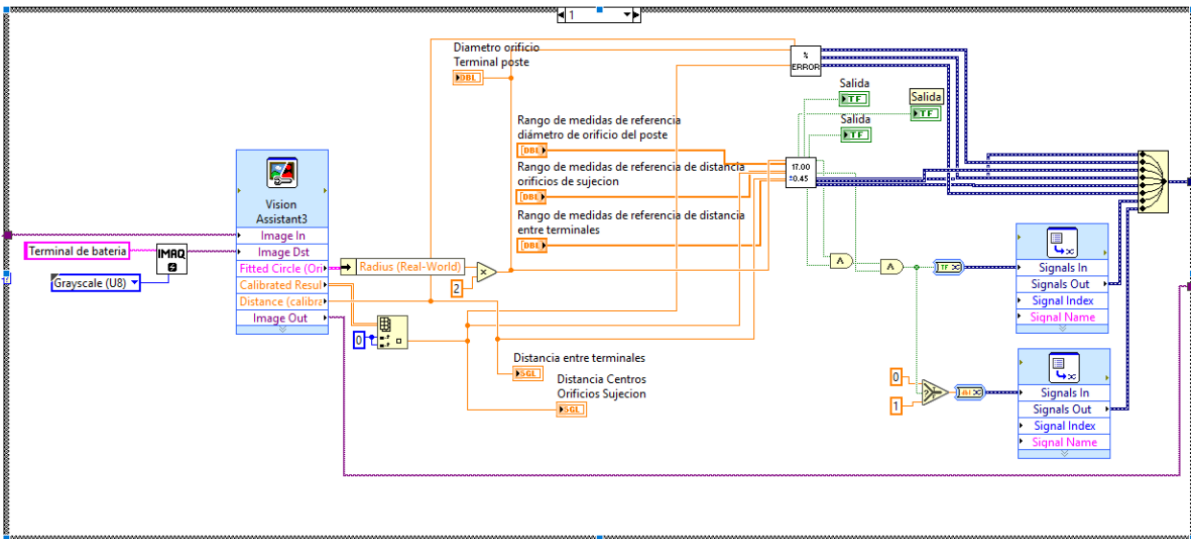 1
Diametro orificio
Terminal poste
DBL
%
ERROR
Salida
TF
Salida
TF
Salida
TF
Rango de medidas de referencia
diámetro de orificio del poste
DBL
Rango de medidas de referencia de distancia
orificios de sujecion
DBL
Rango de medidas de referencia de distancia
entre terminales
DBL
17.00
±0.45
Vision
Assistant3
Image In
Image Dst
Fitted Circle (Ori
Calibrated Resul
Distance (calibra
Image Out
Terminal de bateria
IMAQ
Grayscale (U8)
Radius (Real-World)
×
2
0
Distancia entre terminales
SGL
Distancia Centros
Orificios Sujecion
SGL
TF
Signals In
Signals Out
Signal Index
Signal Name
0
1
?
Signals In
Signals Out
Signal Index
Signal Name